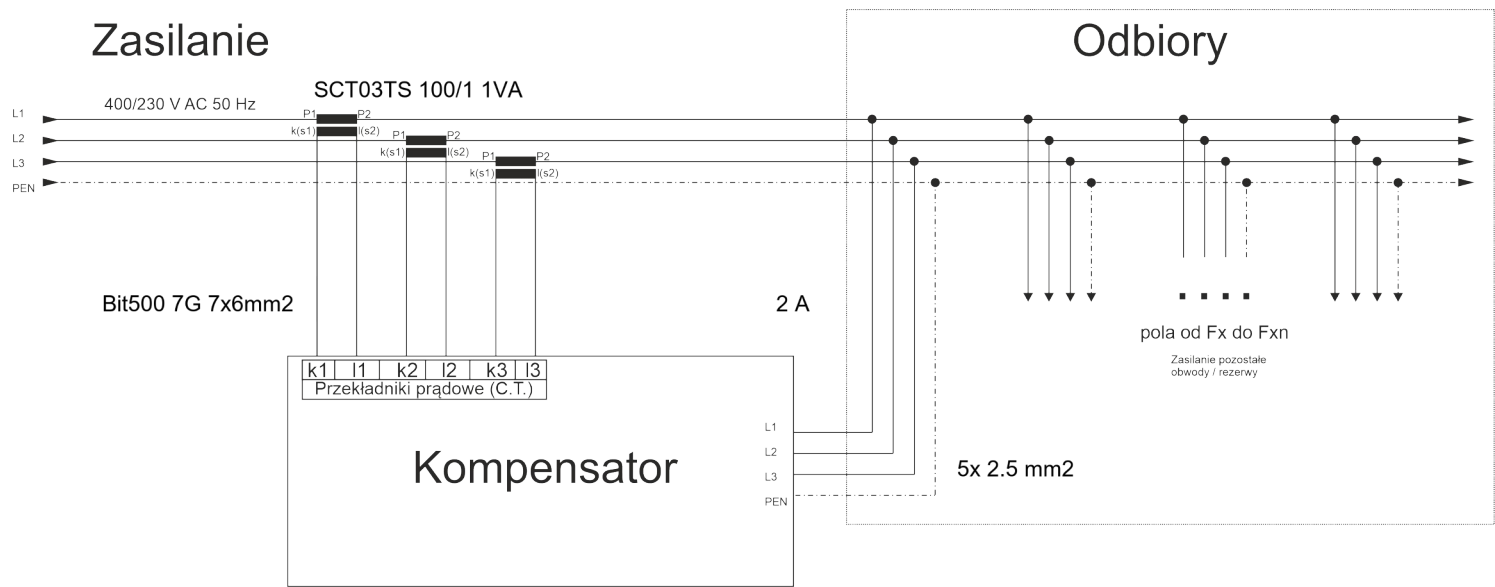 Zasilanie
Odbiory
SCT03TS 100/1 1VA
400/230 V AC 50 Hz
L1
P1
P2
k(s1)
l(s2)
L2
P1
P2
k(s1)
l(s2)
L3
P1
P2
k(s1)
l(s2)
PEN
Bit500 7G 7x6mm2
2 A
pola od Fx do Fxn
Zasilanie pozostałe
obwody / rezerwy
k1 l1 k2 l2 k3 l3
Przekładniki prądowe (C.T.)
Kompensator
L1
L2
L3
PEN
5x 2.5 mm2